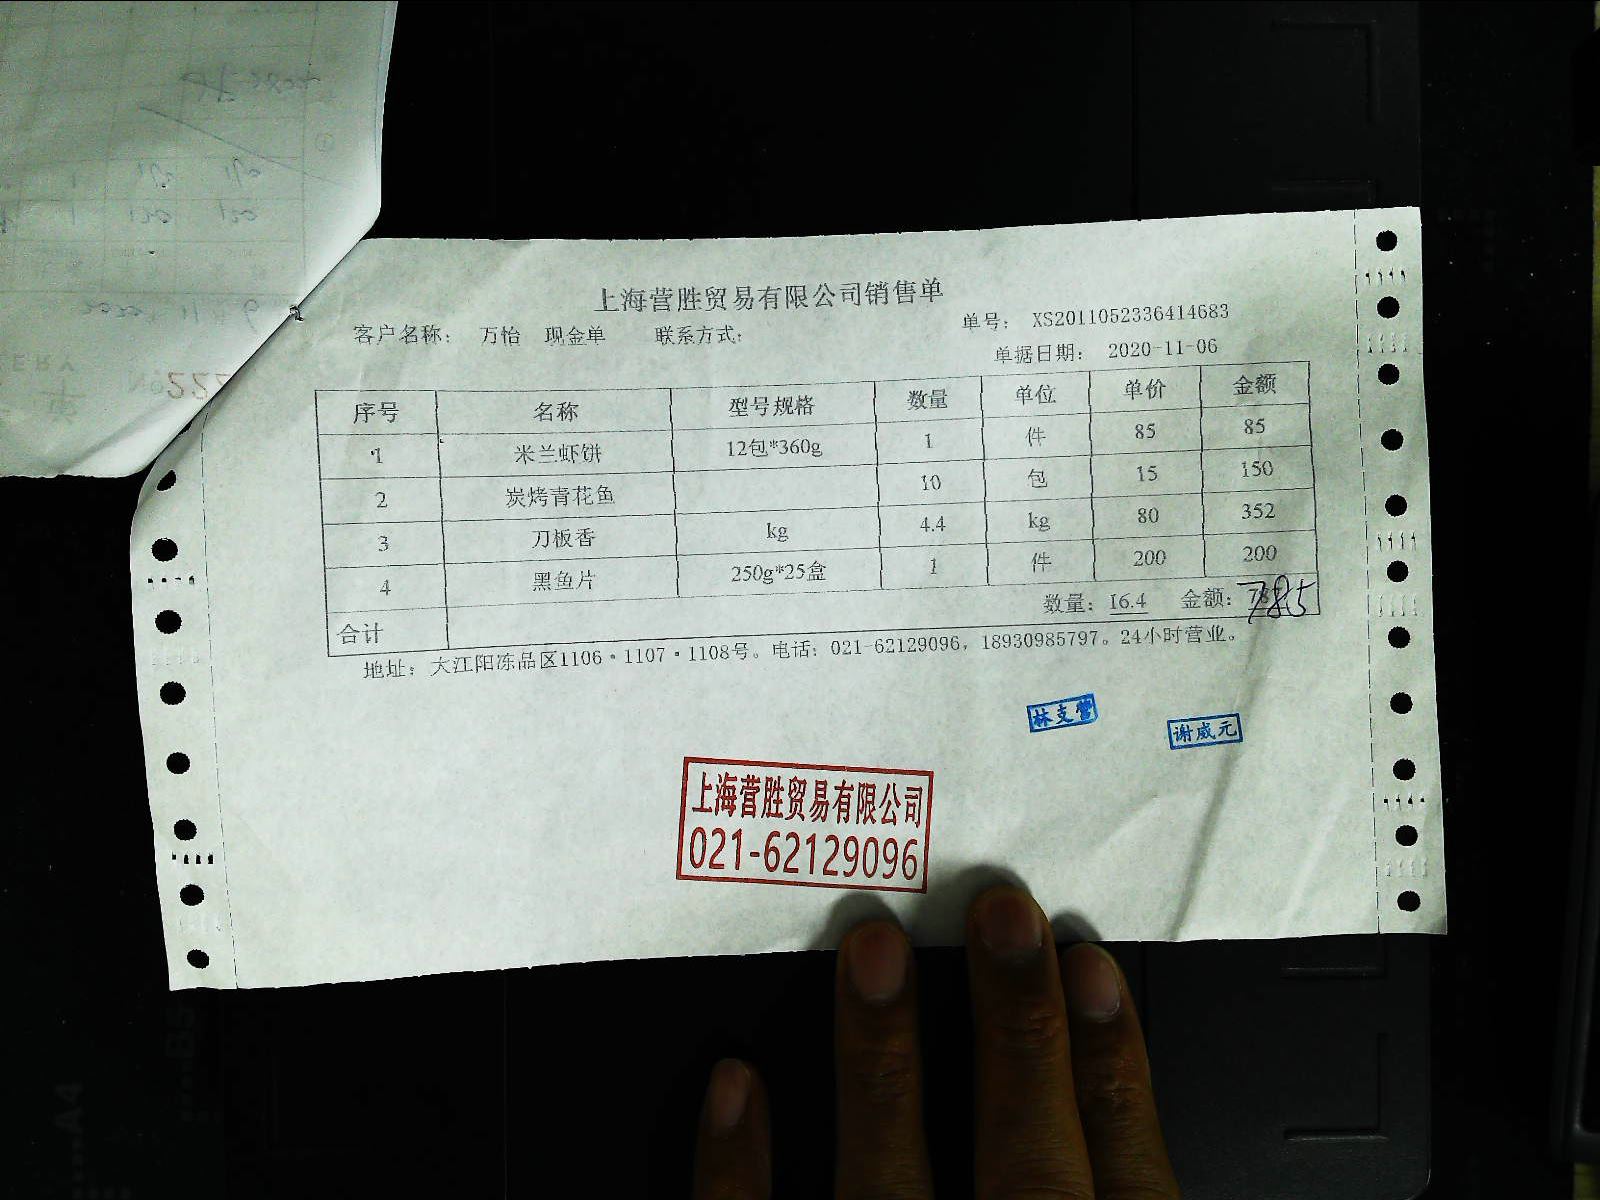 上海营胜贸易有限公司销售单
客户名称： 万怡 现金单 联系方式：
单号： XS2011052336414683
单据日期： 2020-11-06
序号 名称 型号规格 数量 单位 单价 金额
1 米兰虾饼 12包*360g 1 件 85 85
2 炭烤青花鱼 10 包 15 150
3 刀板香 kg 4.4 kg 80 352
4 黑鱼片 250g*25盒 1 件 200 200
合计 数量：16.4 金额：785
地址：大江阳冻品区1106·1107·1108号。电话：021-62129096，18930985797。24小时营业。
林支营
谢威元
上海营胜贸易有限公司
021-62129096
A4
B5